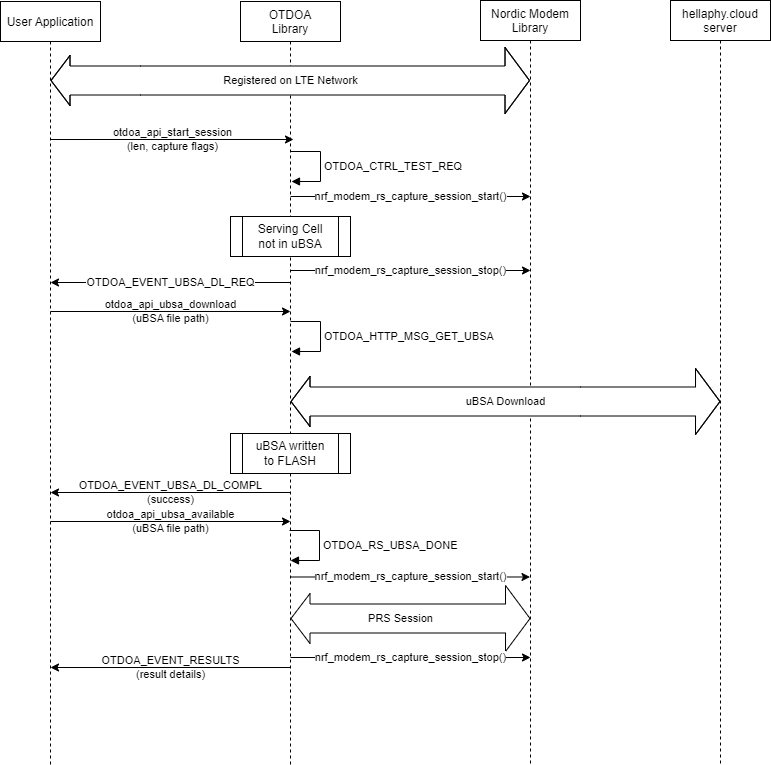 User Application
OTDOA
Library
Nordic Modem
Library
hellaphy.cloud
server
Registered on LTE Network
otdoa_api_start_session
(len, capture flags)
OTDOA_CTRL_TEST_REQ
nrf_modem_rs_capture_session_start()
Serving Cell
not in uBSA
nrf_modem_rs_capture_session_stop()
OTDOA_EVENT_UBSA_DL_REQ
otdoa_api_ubsa_download
(uBSA file path)
OTDOA_HTTP_MSG_GET_UBSA
uBSA Download
uBSA written
to FLASH
OTDOA_EVENT_UBSA_DL_COMPL
(success)
otdoa_api_ubsa_available
(uBSA file path)
OTDOA_RS_UBSA_DONE
nrf_modem_rs_capture_session_start()
PRS Session
nrf_modem_rs_capture_session_stop()
OTDOA_EVENT_RESULTS
(result details)